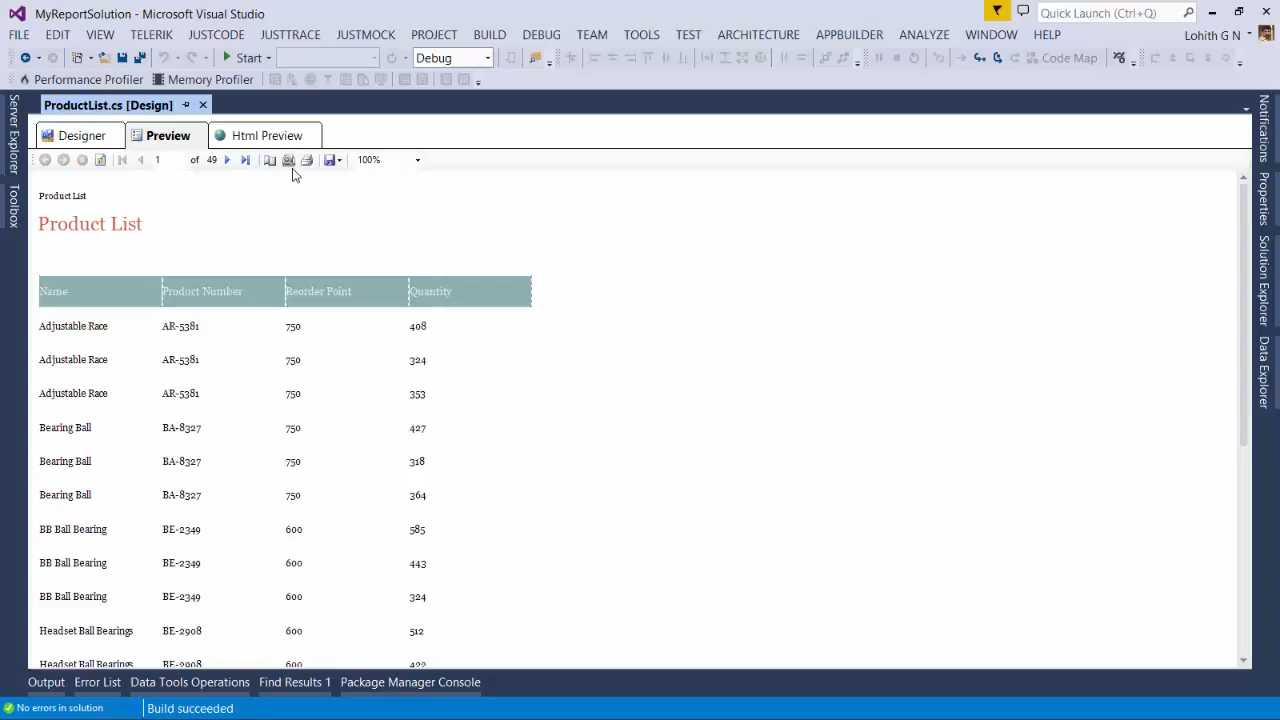 MyReportSolution - Microsoft Visual Studio
Quick Launch (Ctrl+Q)
FILE EDIT VIEW TELERIK JUSTCODE JUSTTRACE JUSTMOCK PROJECT BUILD DEBUG TEAM TOOLS TEST ARCHITECTURE APPBUILDER ANALYZE WINDOW HELP
Lohith G N
Start Debug Code Map
Performance Profiler Memory Profiler
Server Explorer
Toolbox
ProductList.cs [Design]
Designer Preview Html Preview
1 of 49 100%
Product List
Product List
Name Product Number Reorder Point Quantity
Adjustable Race AR-5381 750 408
Adjustable Race AR-5381 750 324
Adjustable Race AR-5381 750 353
Bearing Ball BA-8327 750 427
Bearing Ball BA-8327 750 318
Bearing Ball BA-8327 750 364
BB Ball Bearing BE-2349 600 585
BB Ball Bearing BE-2349 600 443
BB Ball Bearing BE-2349 600 324
Headset Ball Bearings BE-2908 600 512
Headset Ball Bearings BE-2908 600 422
Notifications
Properties
Solution Explorer
Data Explorer
Output Error List Data Tools Operations Find Results 1 Package Manager Console
No errors in solution Build succeeded